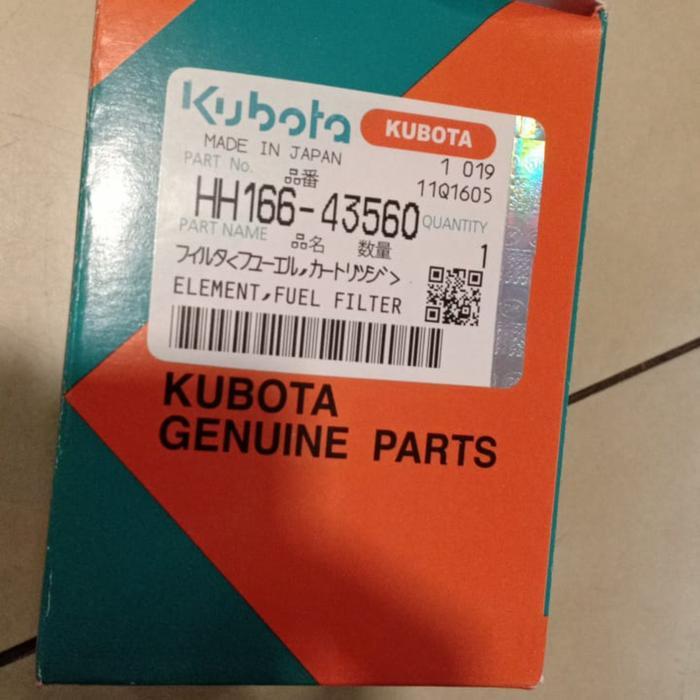 Kubota KUBOTA
MADE IN JAPAN 1 019
PART No. 品番 11Q1605
HH166-43560 QUANTITY
PART NAME 品名 数量 1
フィルタ<フューエル,カートリッジ>
ELEMENT,FUEL FILTER
KUBOTA
GENUINE PARTS